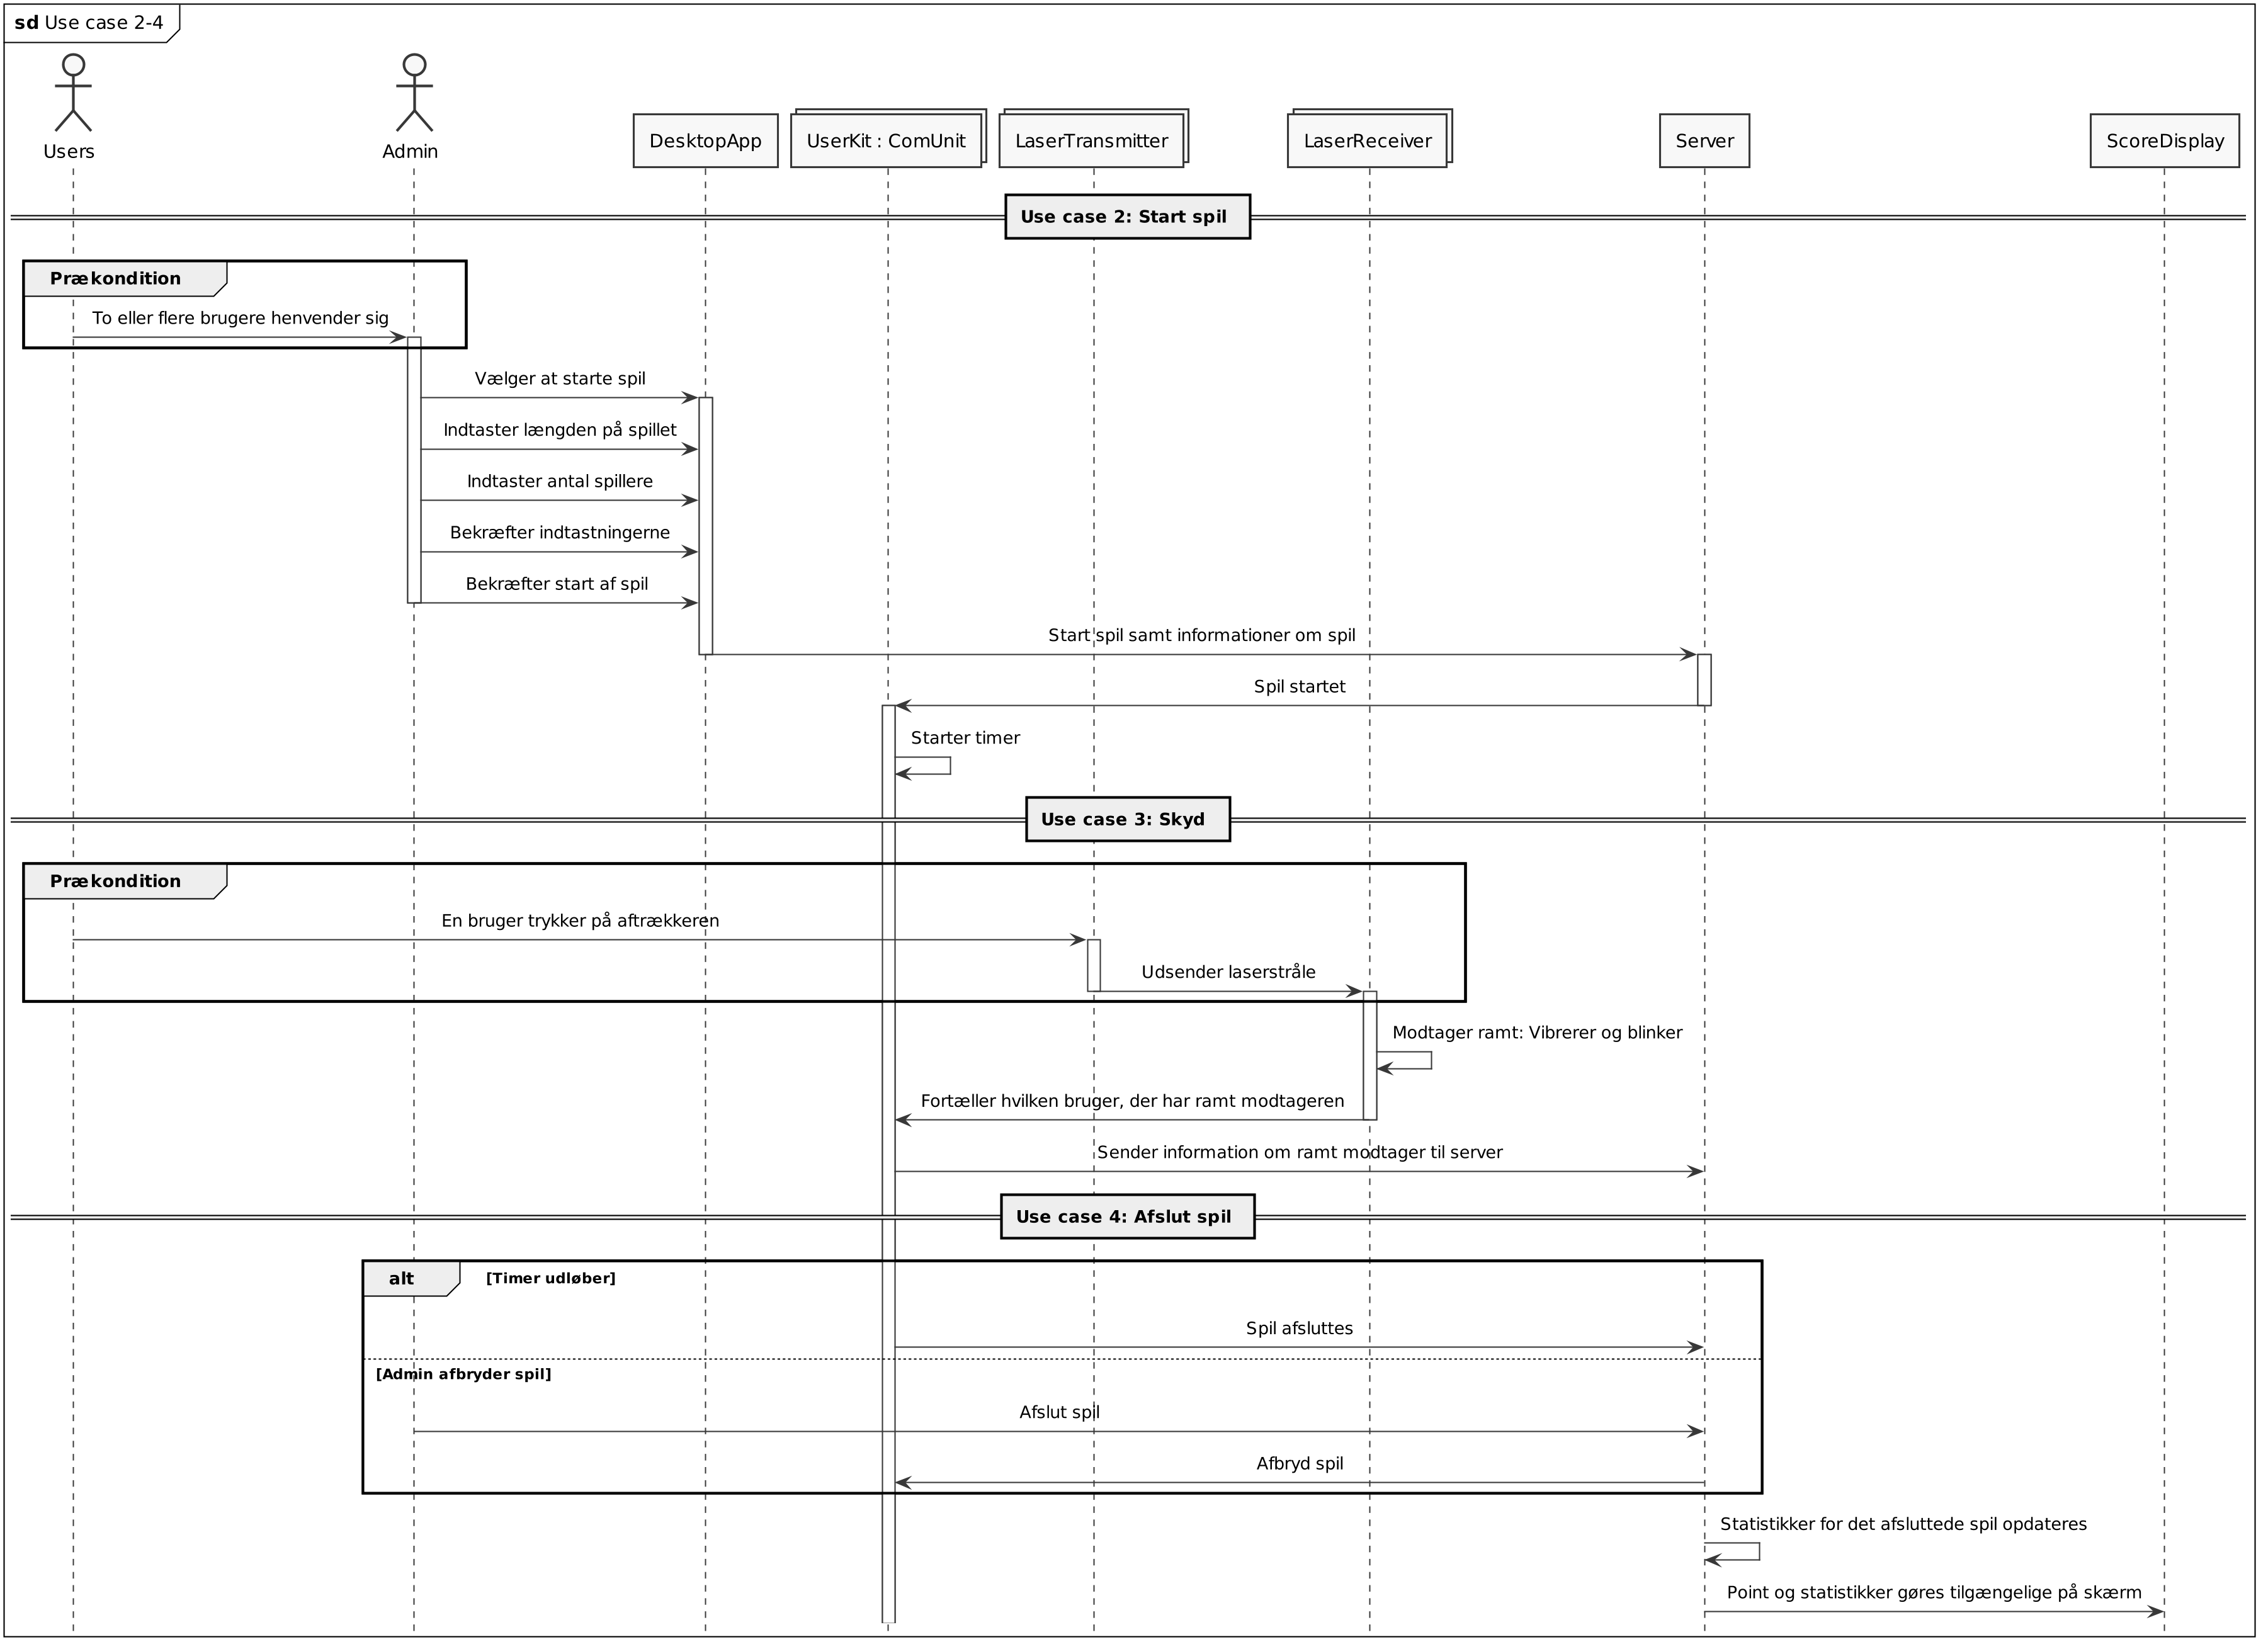 sd Use case 2-4
Users
Admin
DesktopApp
UserKit : ComUnit
LaserTransmitter
LaserReceiver
Server
ScoreDisplay
Use case 2: Start spil
Prækondition
To eller flere brugere henvender sig
Vælger at starte spil
Indtaster længden på spillet
Indtaster antal spillere
Bekræfter indtastningerne
Bekræfter start af spil
Start spil samt informationer om spil
Spil startet
Starter timer
Use case 3: Skyd
Prækondition
En bruger trykker på aftrækkeren
Udsender laserstråle
Modtager ramt: Vibrerer og blinker
Fortæller hvilken bruger, der har ramt modtageren
Sender information om ramt modtager til server
Use case 4: Afslut spil
alt [Timer udløber]
Spil afsluttes
[Admin afbryder spil]
Afslut spil
Afbryd spil
Statistikker for det afsluttede spil opdateres
Point og statistikker gøres tilgængelige på skærm